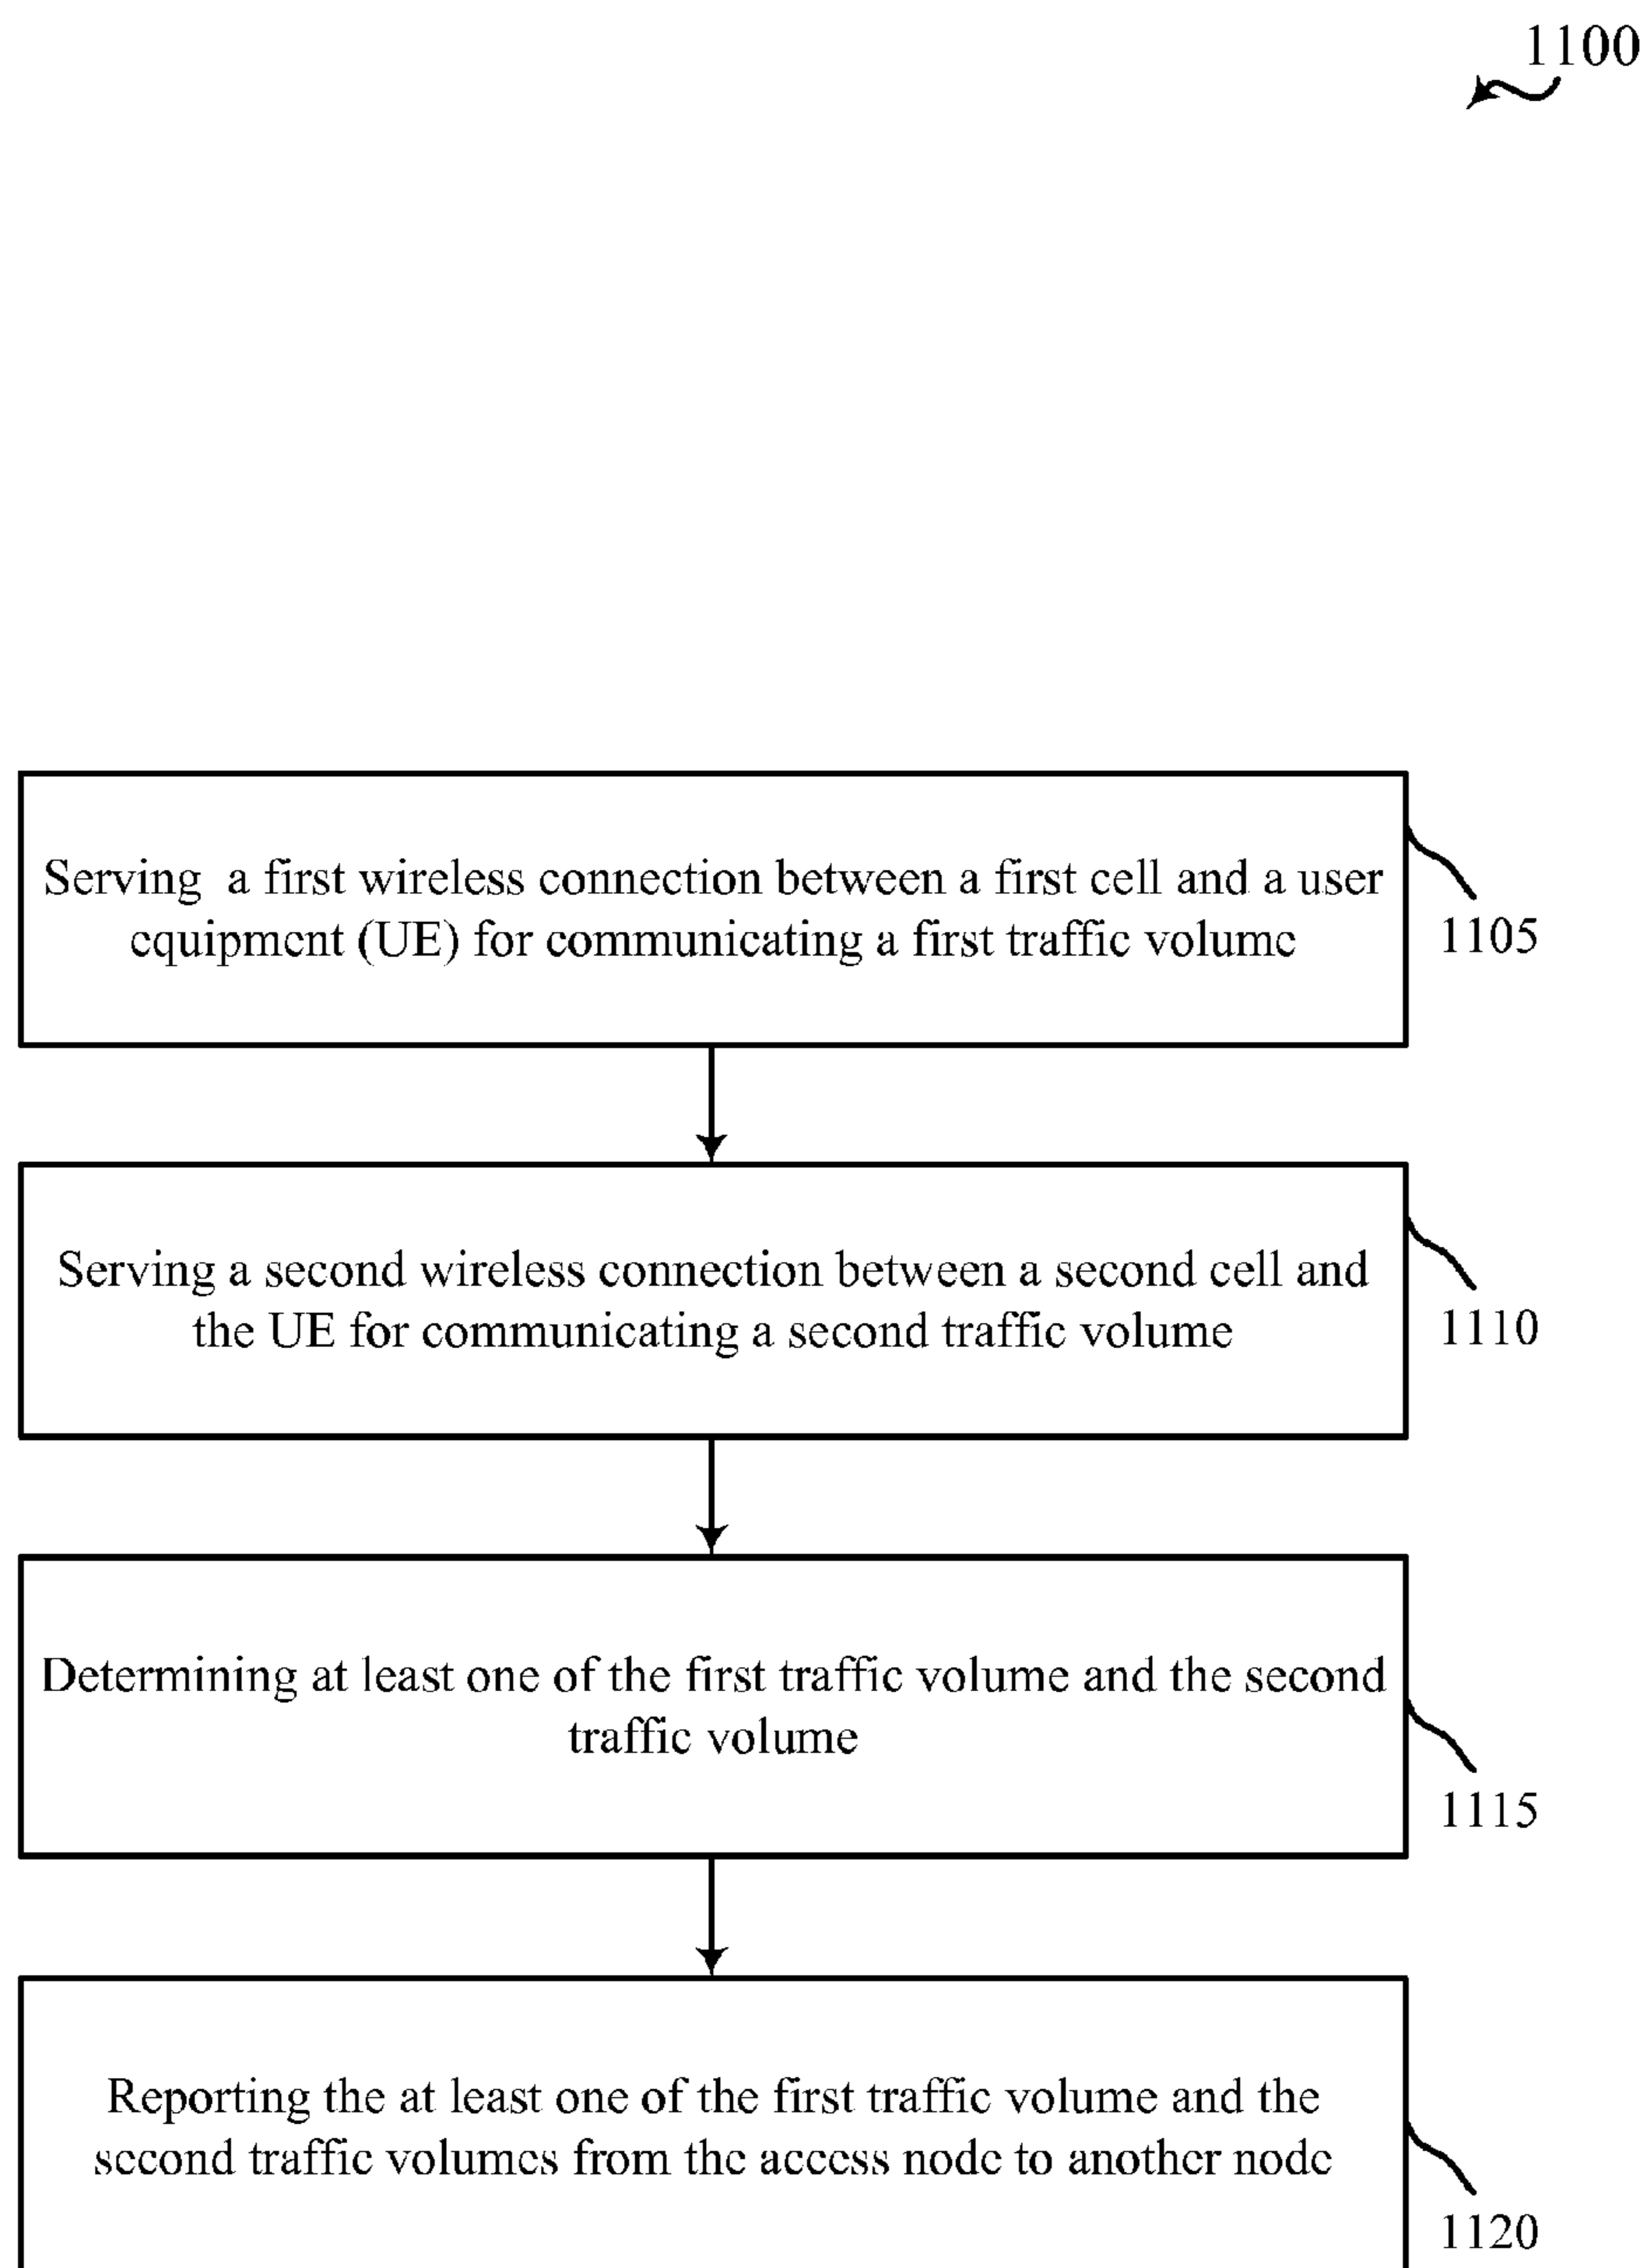 1100
Serving a first wireless connection between a first cell and a user
equipment (UE) for communicating a first traffic volume
1105
Serving a second wireless connection between a second cell and
the UE for communicating a second traffic volume
1110
Determining at least one of the first traffic volume and the second
traffic volume
1115
Reporting the at least one of the first traffic volume and the
second traffic volumes from the access node to another node
1120